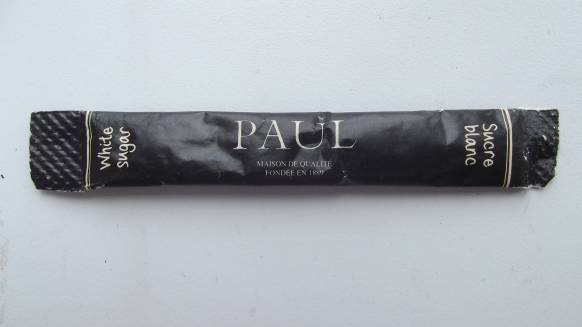 White
sugar
PAUL
MAISON DE QUALITÉ
FONDÉE EN 1889
Sucre
blanc